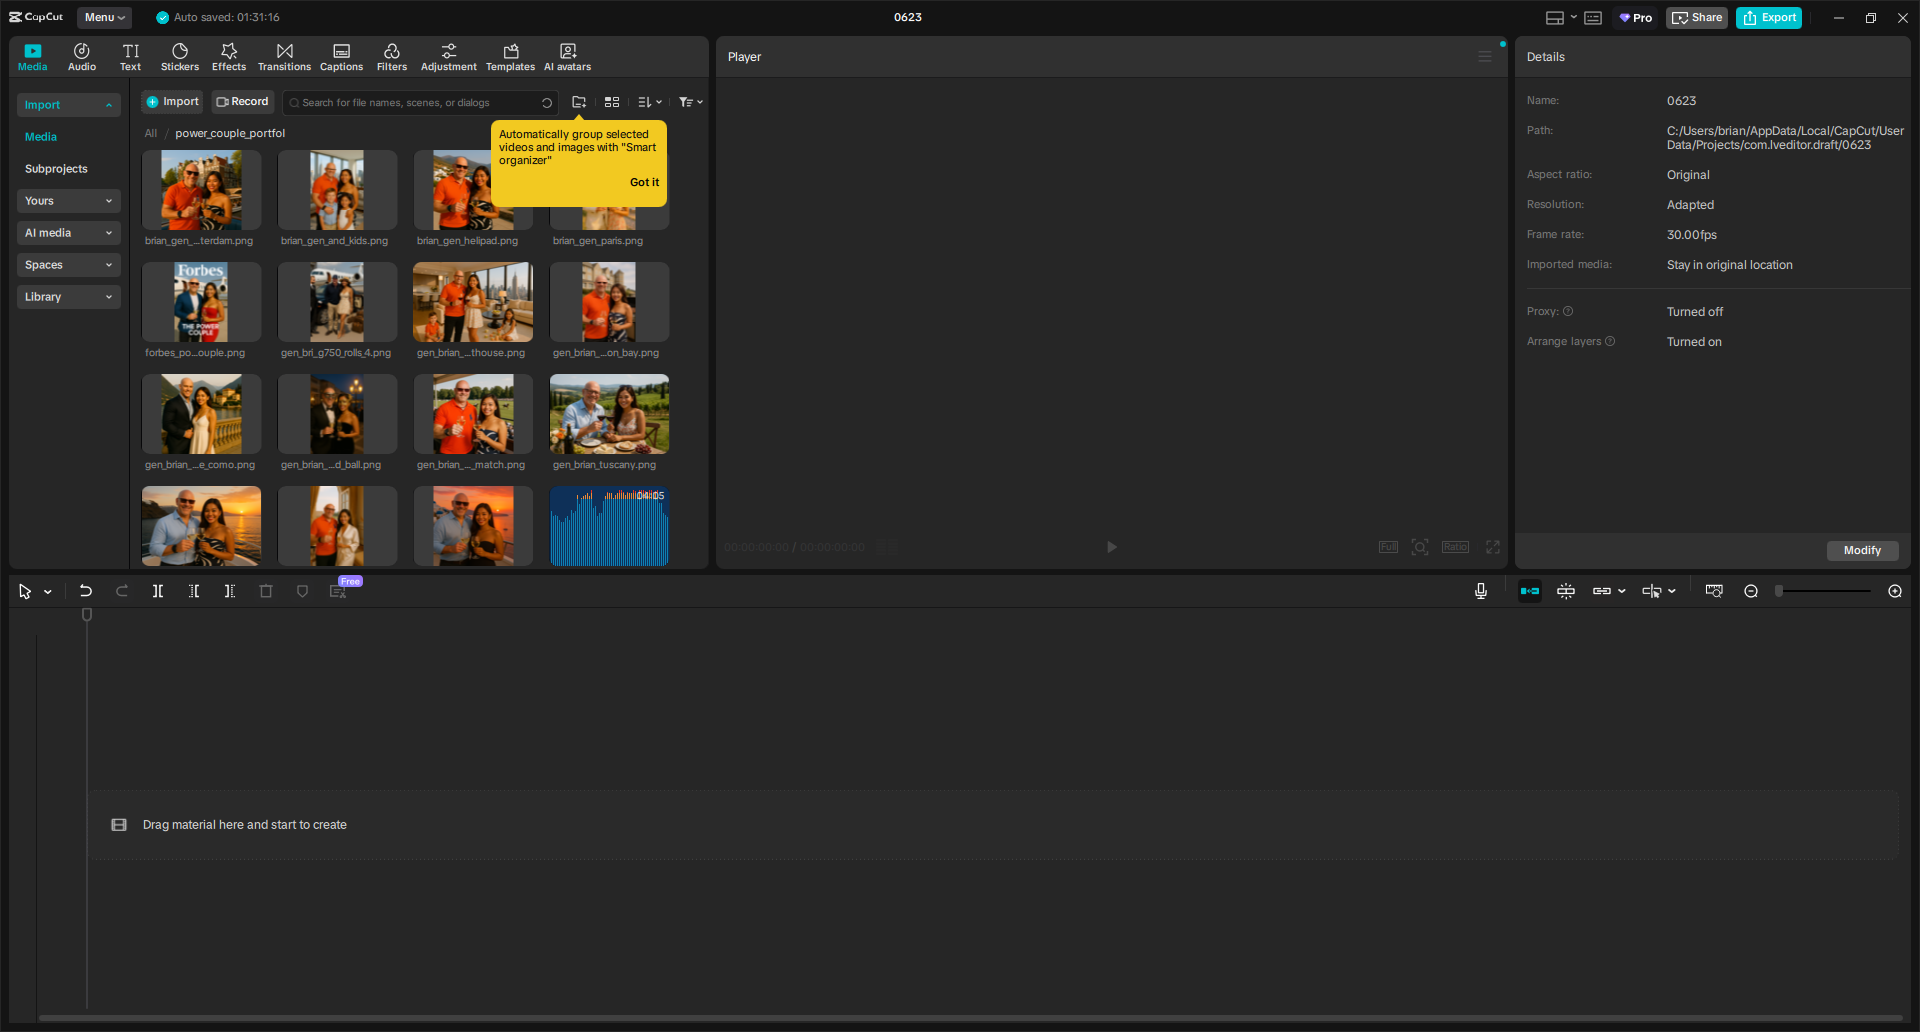 CapCut
Menu
Auto saved: 01:31:16
0623
Pro
Share
Export
Media
Audio
Text
Stickers
Effects
Transitions
Captions
Filters
Adjustment
Templates
AI avatars
Player
Details
Import
Media
Subprojects
Yours
AI media
Spaces
Library
Import
Record
Search for file names, scenes, or dialogs
All / power_couple_portfol
Automatically group selected
videos and images with "Smart
organizer"
Got it
brian_gen_...terdam.png
brian_gen_and_kids.png
brian_gen_helipad.png
brian_gen_paris.png
Forbes
THE POWER
COUPLE
forbes_po...ouple.png
gen_bri_g750_rolls_4.png
gen_brian_...thouse.png
gen_brian_...on_bay.png
gen_brian_...e_como.png
gen_brian_...d_ball.png
gen_brian_..._match.png
gen_brian_tuscany.png
04:05
00:00:00:00 / 00:00:00:00
Full
Ratio
Name:
0623
Path:
C:/Users/brian/AppData/Local/CapCut/User
Data/Projects/com.lveditor.draft/0623
Aspect ratio:
Original
Resolution:
Adapted
Frame rate:
30.00fps
Imported media:
Stay in original location
Proxy:
Turned off
Arrange layers
Turned on
Modify
Free
Drag material here and start to create